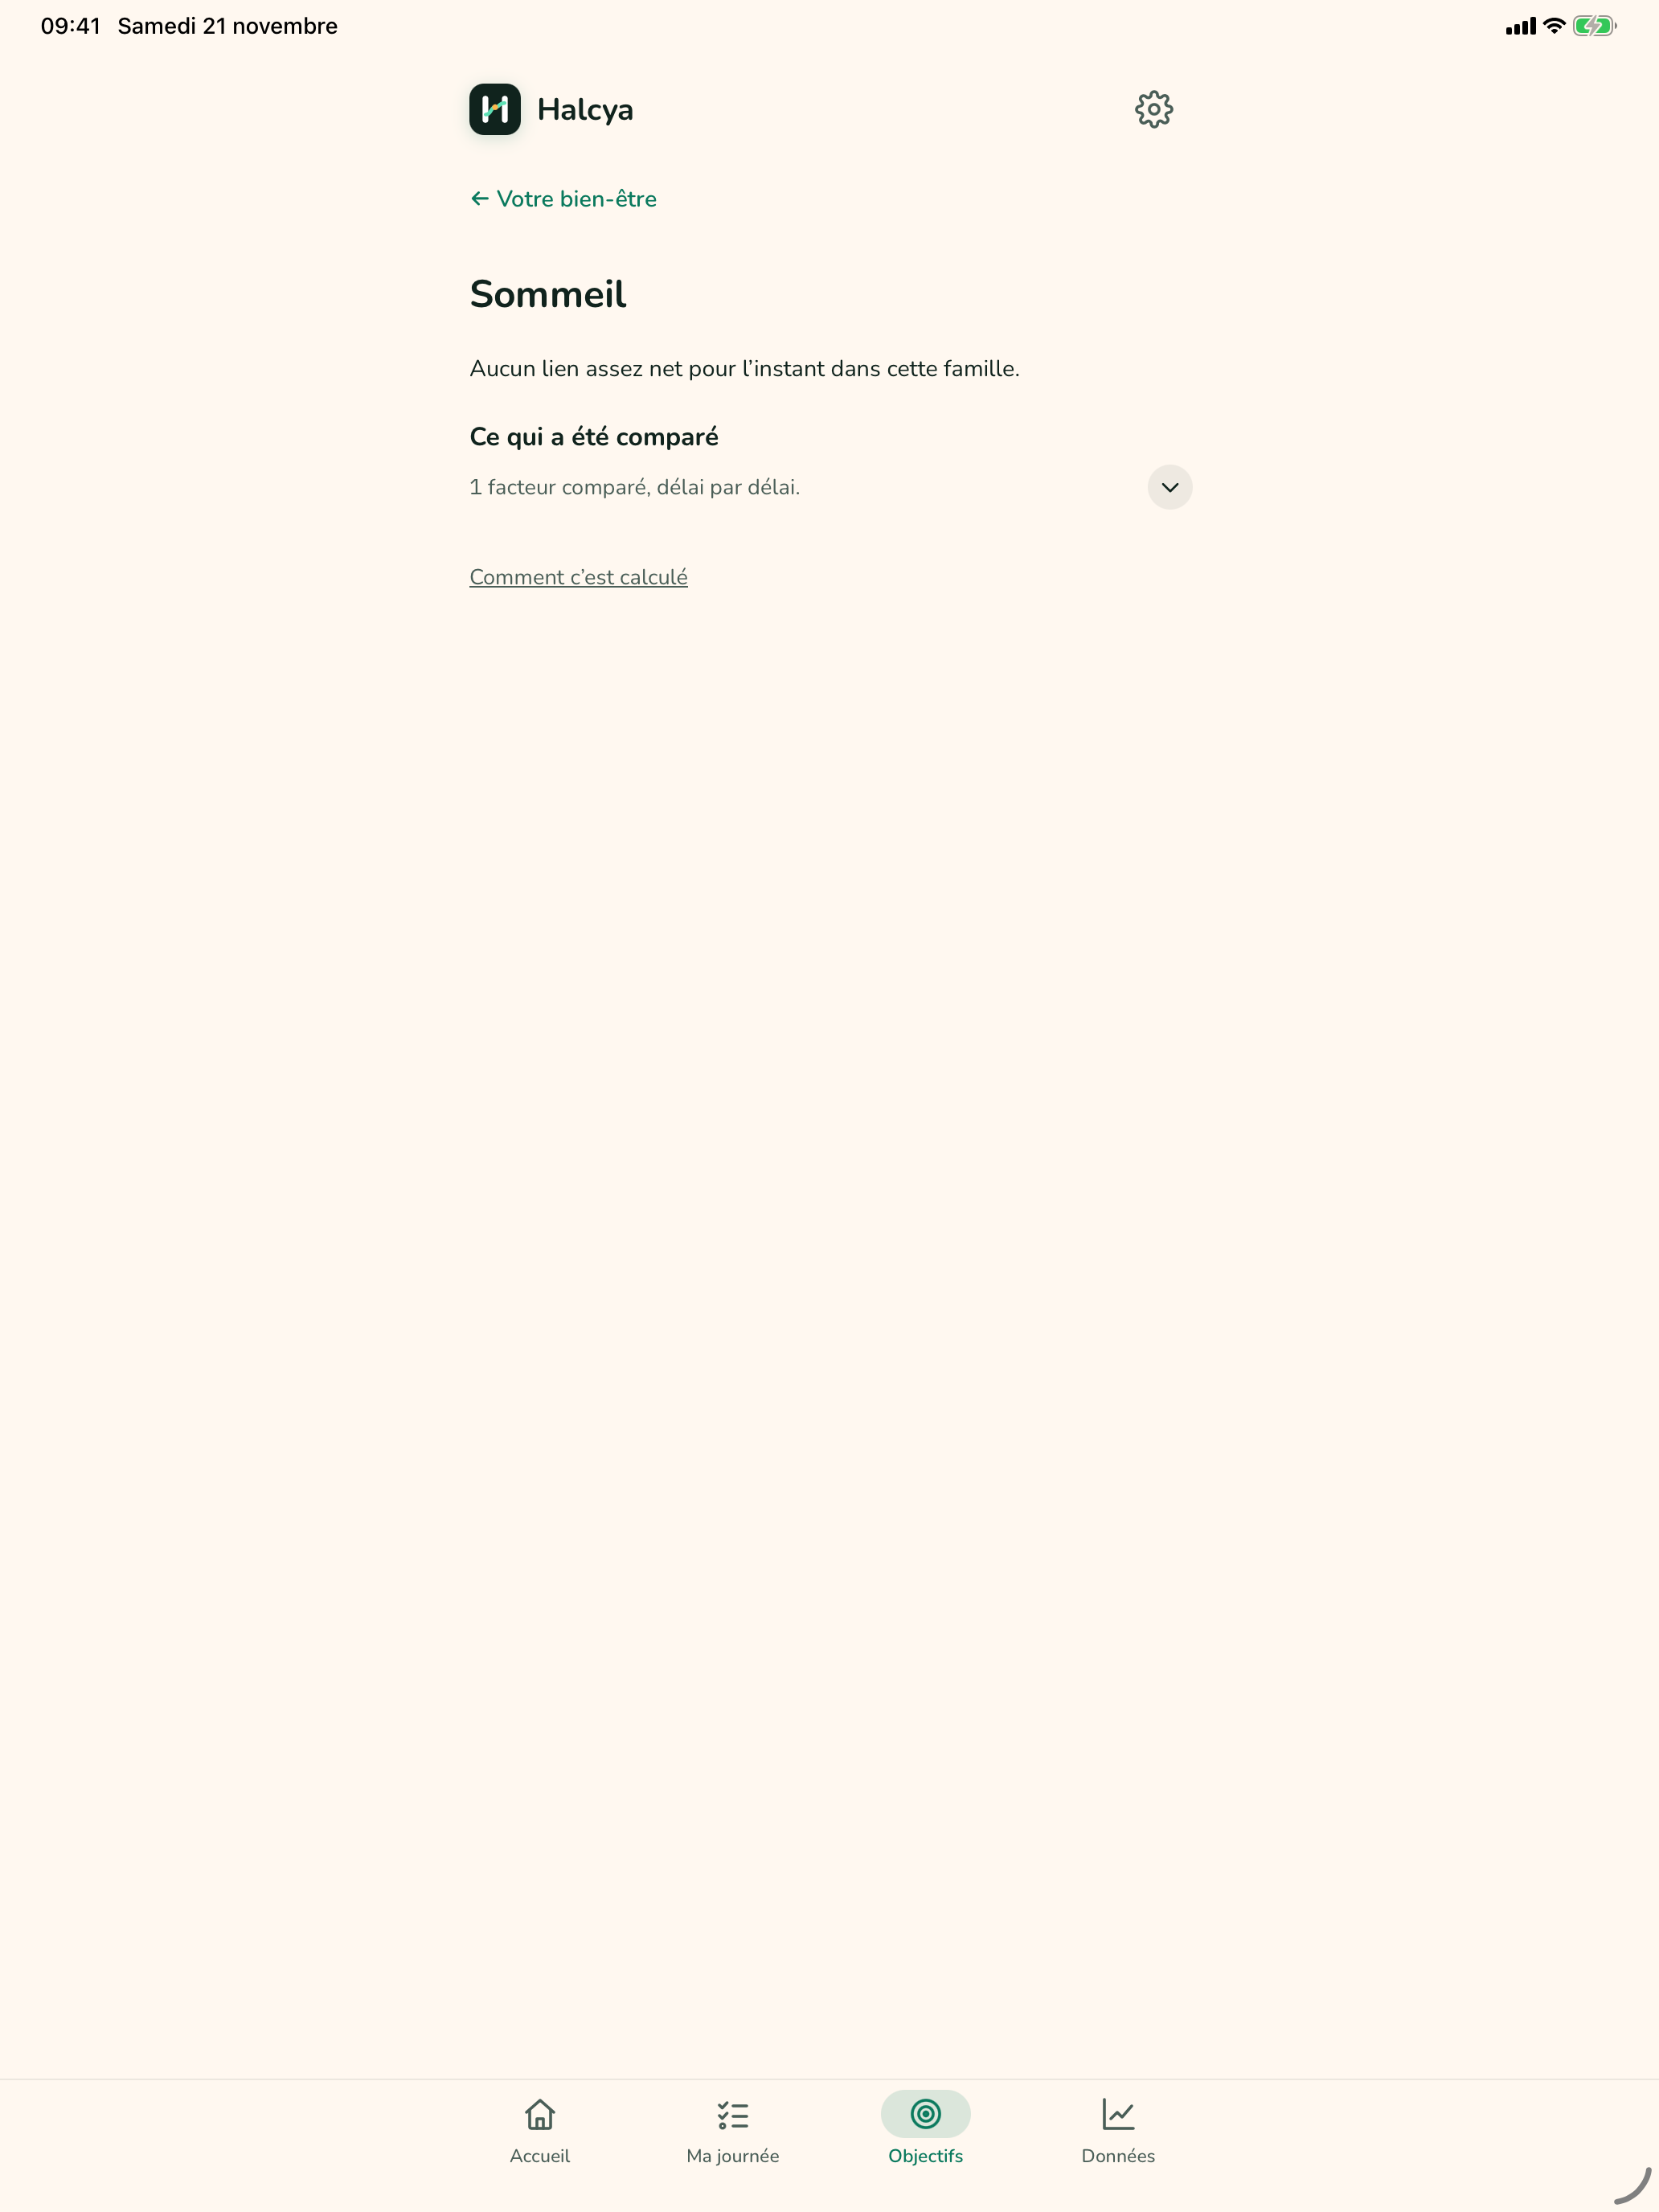 09:41 Samedi 21 novembre
Halcya
← Votre bien-être
Sommeil
Aucun lien assez net pour l’instant dans cette famille.
Ce qui a été comparé
1 facteur comparé, délai par délai.
Comment c’est calculé
Accueil
Ma journée
Objectifs
Données